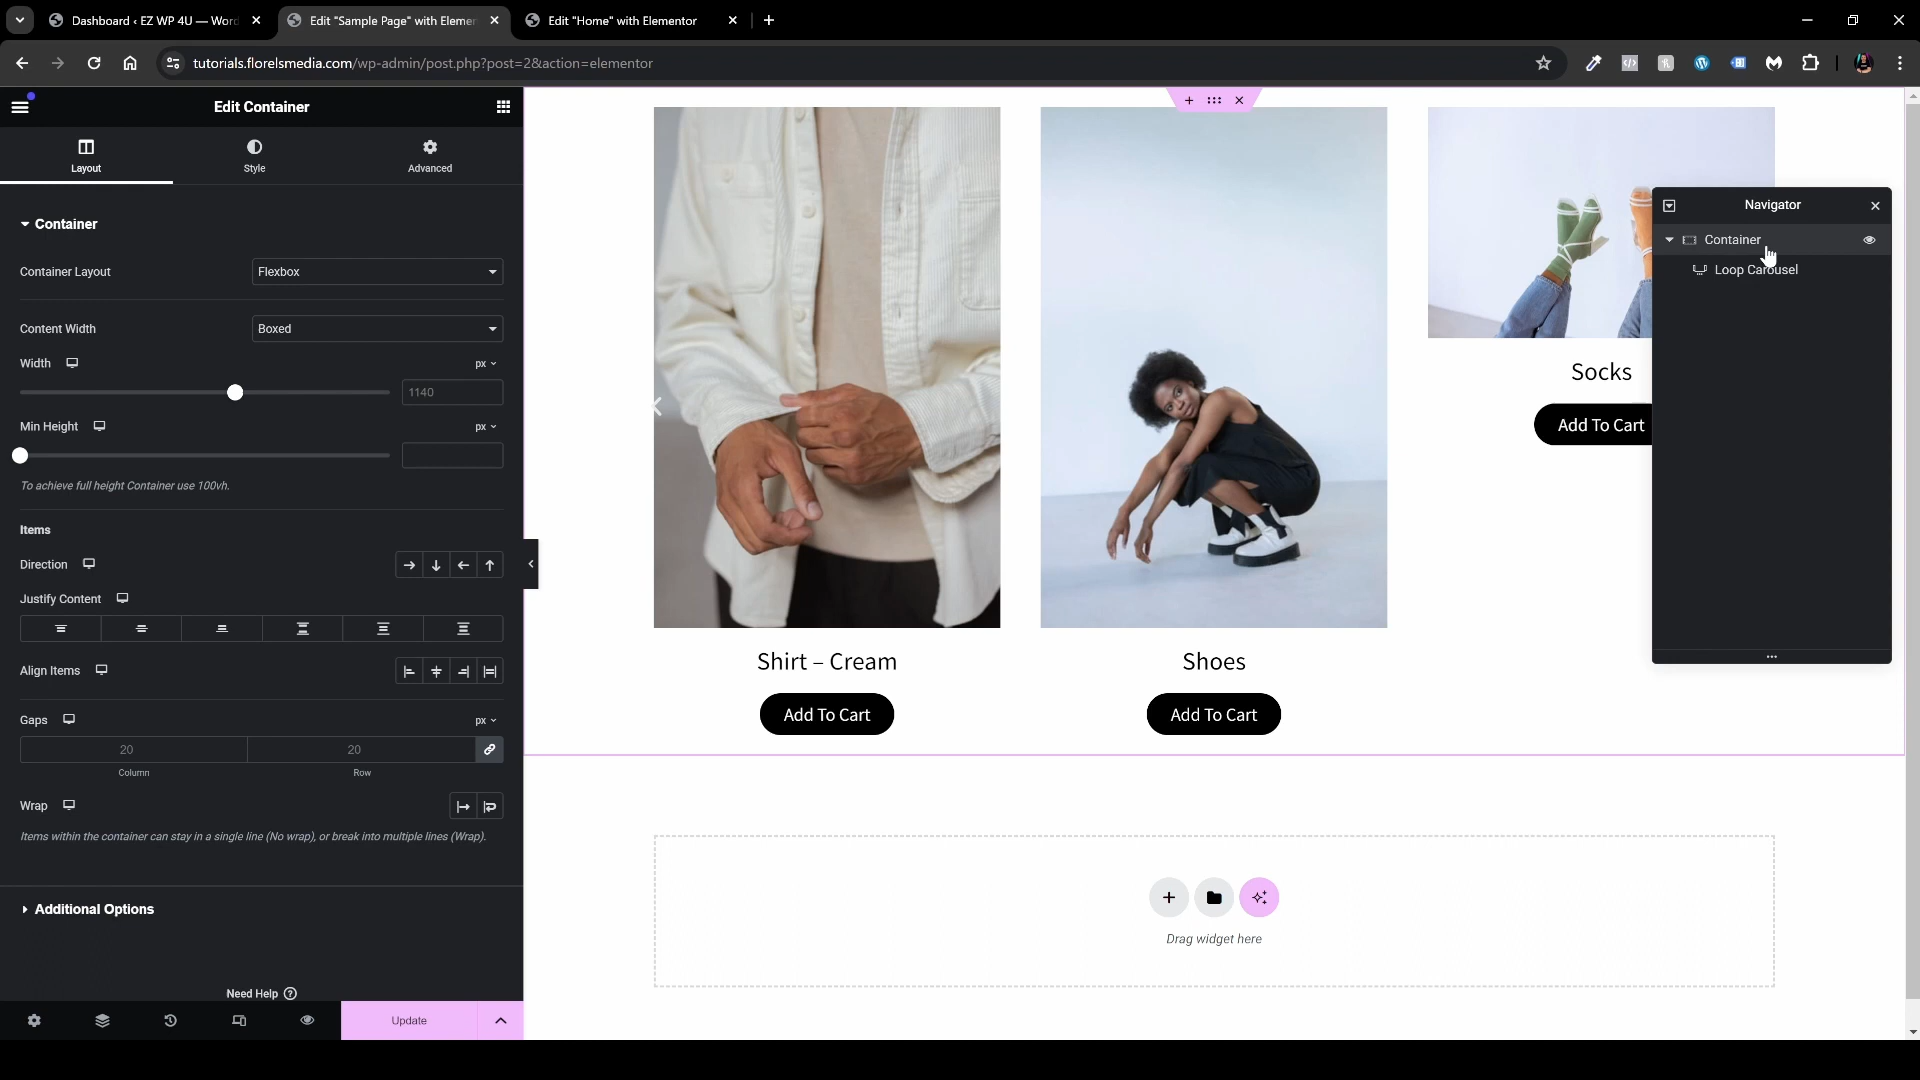 Dashboard ‹ EZ WP 4U — Word
Edit "Sample Page" with Elemen
Edit "Home" with Elementor
tutorials.florelsmedia.com/wp-admin/post.php?post=2&action=elementor
Edit Container
Layout
Style
Advanced
Container
Container Layout
Flexbox
Content Width
Boxed
Width
px
1140
Min Height
px
To achieve full height Container use 100vh.
Items
Direction
Justify Content
Align Items
Gaps
px
20
20
Column
Row
Wrap
Items within the container can stay in a single line (No wrap), or break into multiple lines (Wrap).
Additional Options
Need Help
Update
Shirt – Cream
Add To Cart
Shoes
Add To Cart
Socks
Add To Cart
Navigator
Container
Loop Carousel
Drag widget here